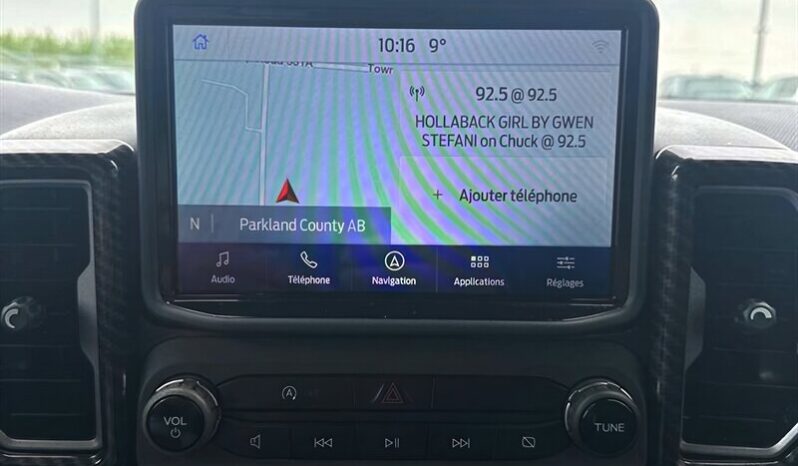 10:16 9°
Towr
92.5 @ 92.5
HOLLABACK GIRL BY GWEN
STEFANI on Chuck @ 92.5
+ Ajouter téléphone
N | Parkland County AB
Audio Téléphone Navigation Applications Réglages
VOL
TUNE